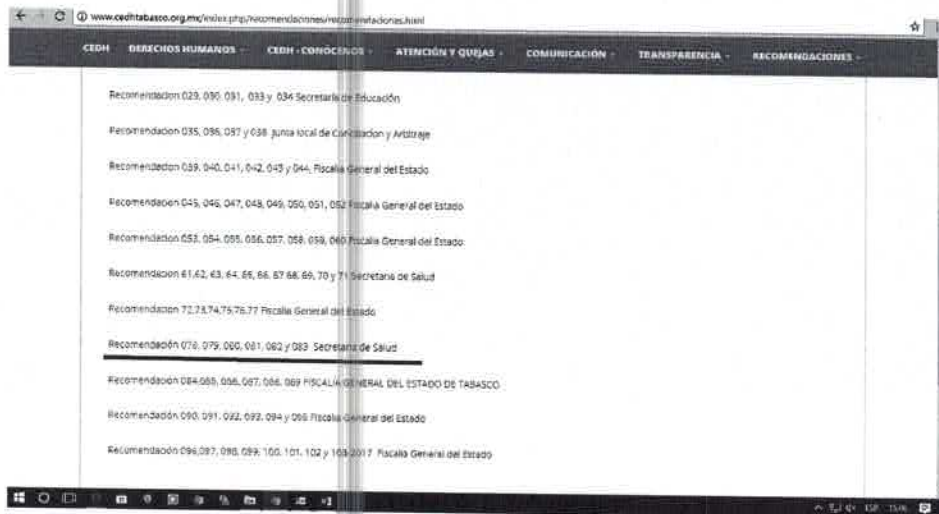 www.cedhtabasco.org.mx/index.php/recomendaciones/recomendaciones.html
CEDH DERECHOS HUMANOS CEDH - CONÓCENOS ATENCIÓN Y QUEJAS COMUNICACIÓN TRANSPARENCIA RECOMENDACIONES
Recomendacion 029, 030, 031, 033 y 034 Secretaría de Educación
Recomendacion 035, 036, 037 y 038 Junta local de Conciliacion y Arbitraje
Recomendacion 039, 040, 041, 042, 043 y 044, Fiscalia General del Estado
Recomendacion 045, 046, 047, 048, 049, 050, 051, 052 Fiscalia General del Estado
Recomendacion 053, 054, 055, 056, 057, 058, 059, 060 Fiscalia General del Estado
Recomendacion 61,62, 63, 64, 65, 66, 67 68, 69, 70 y 71 Secretaria de Salud
Recomendacion 72,73,74,75,76,77 Fiscalia General del Estado
Recomendación 078, 079, 080, 081, 082 y 083 Secretaria de Salud
Recomendación 084,085, 086, 087, 088, 089 FISCALIA GENERAL DEL ESTADO DE TABASCO
Recomendación 090, 091, 092, 093, 094 y 095 Fiscalia General del Estado
Recomendación 096,097, 098, 099, 100, 101, 102 y 103-2017 Fiscalia General del Estado
ESP